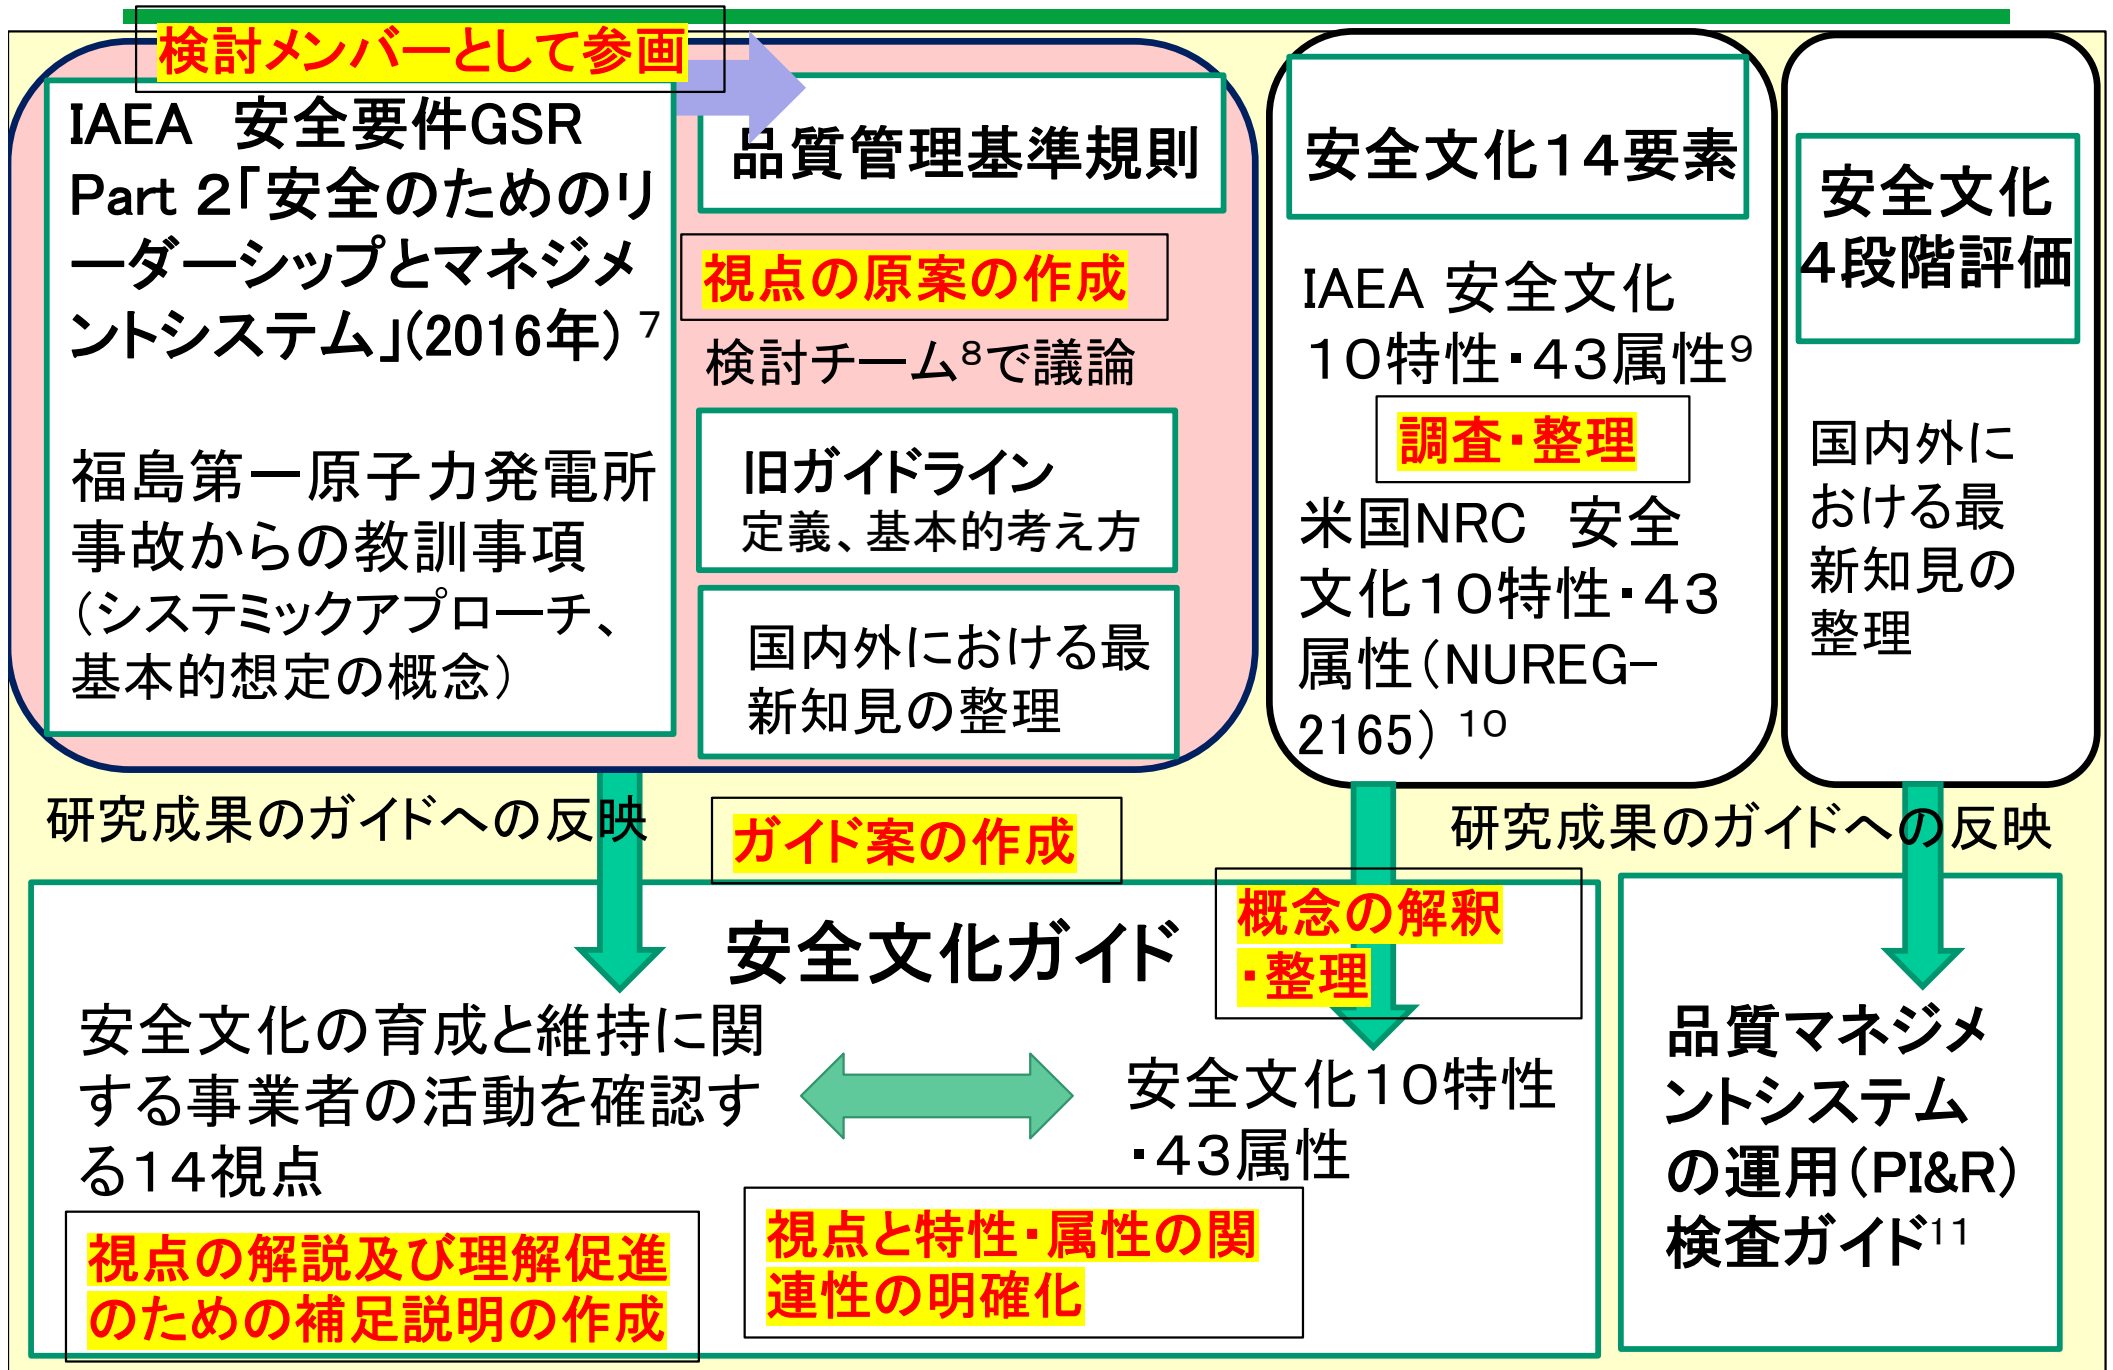 検討メンバーとして参画
IAEA　安全要件GSR
Part 2「安全のためのリ
ーダーシップとマネジメ
ントシステム」(2016年) 7
福島第一原子力発電所
事故からの教訓事項
（システミックアプローチ、
基本的想定の概念）
品質管理基準規則
視点の原案の作成
検討チーム8で議論
旧ガイドライン
定義、基本的考え方
国内外における最
新知見の整理
安全文化14要素
IAEA 安全文化
10特性・43属性9
調査・整理
米国NRC　安全
文化10特性・43
属性（NUREG-
2165）10
安全文化
4段階評価
国内外に
おける最
新知見の
整理
研究成果のガイドへの反映
ガイド案の作成
研究成果のガイドへの反映
安全文化ガイド
概念の解釈
・整理
安全文化の育成と維持に関
する事業者の活動を確認す
る14視点
安全文化10特性
・43属性
視点の解説及び理解促進
のための補足説明の作成
視点と特性・属性の関
連性の明確化
品質マネジメ
ントシステム
の運用（PI&R）
検査ガイド11